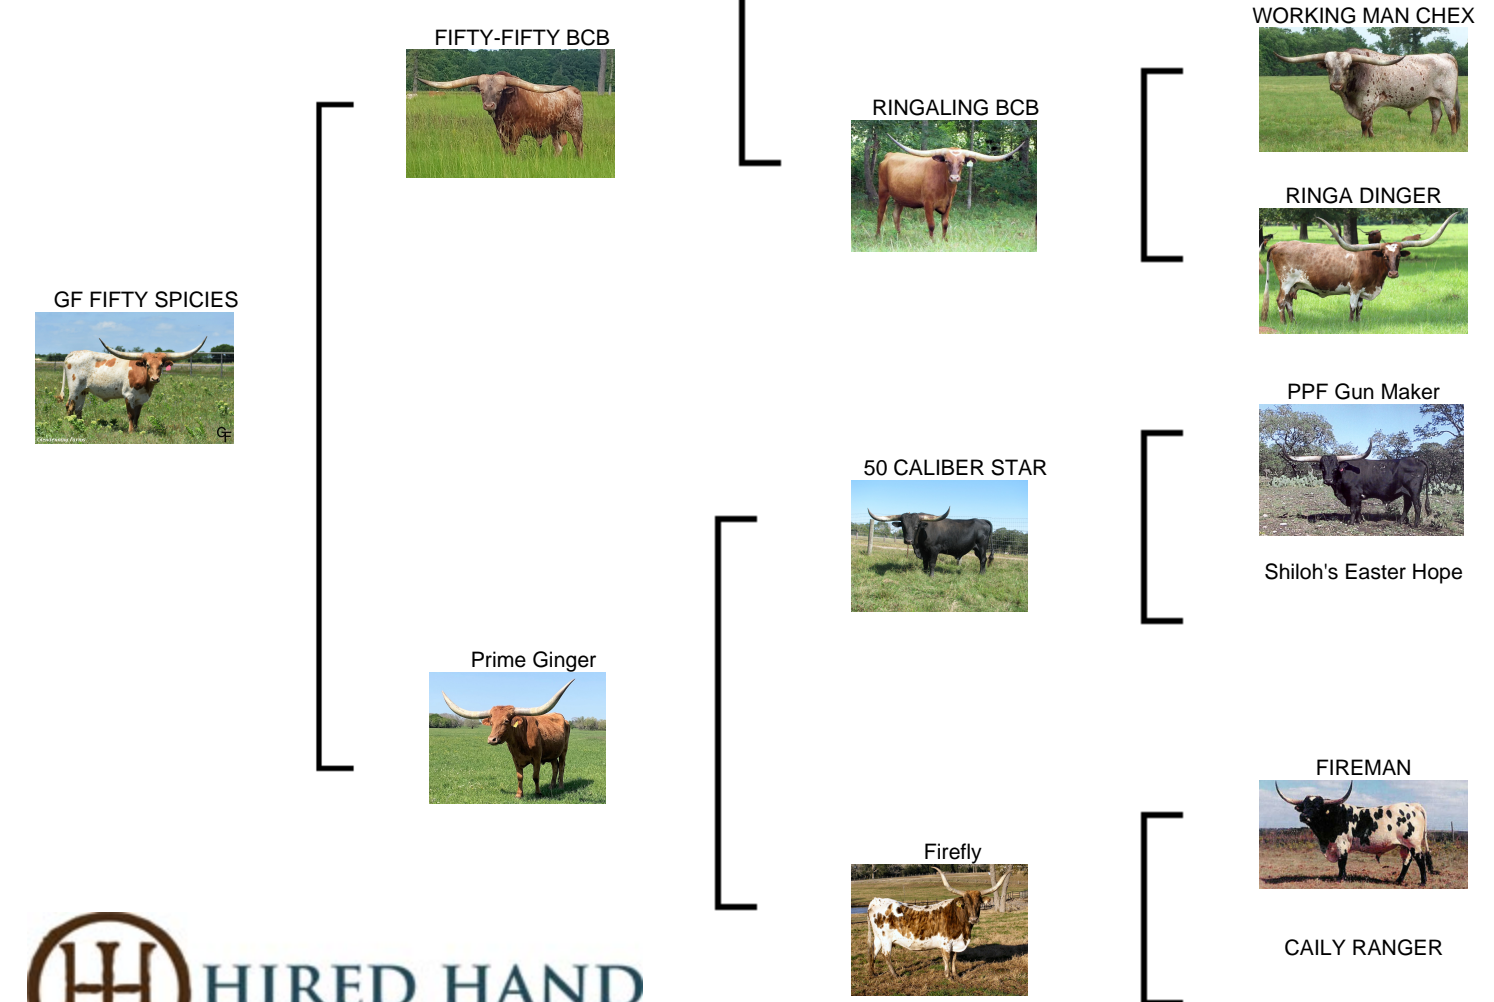 WORKING MAN CHEX
FIFTY-FIFTY BCB
RINGALING BCB
RINGA DINGER
GF FIFTY SPICIES
PPF Gun Maker
50 CALIBER STAR
Shiloh's Easter Hope
Prime Ginger
FIREMAN
Firefly
CAILY RANGER
HIRED HAND